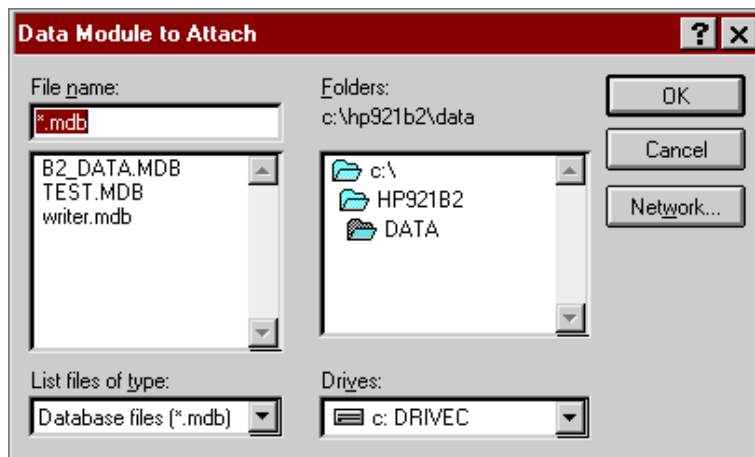 Data Module to Attach
File name:
*.mdb
B2_DATA.MDB
TEST.MDB
writer.mdb
List files of type:
Database files (*.mdb)
Folders:
c:\hp921b2\data
c:\
HP921B2
DATA
Drives:
c: DRIVEC
OK
Cancel
Network...